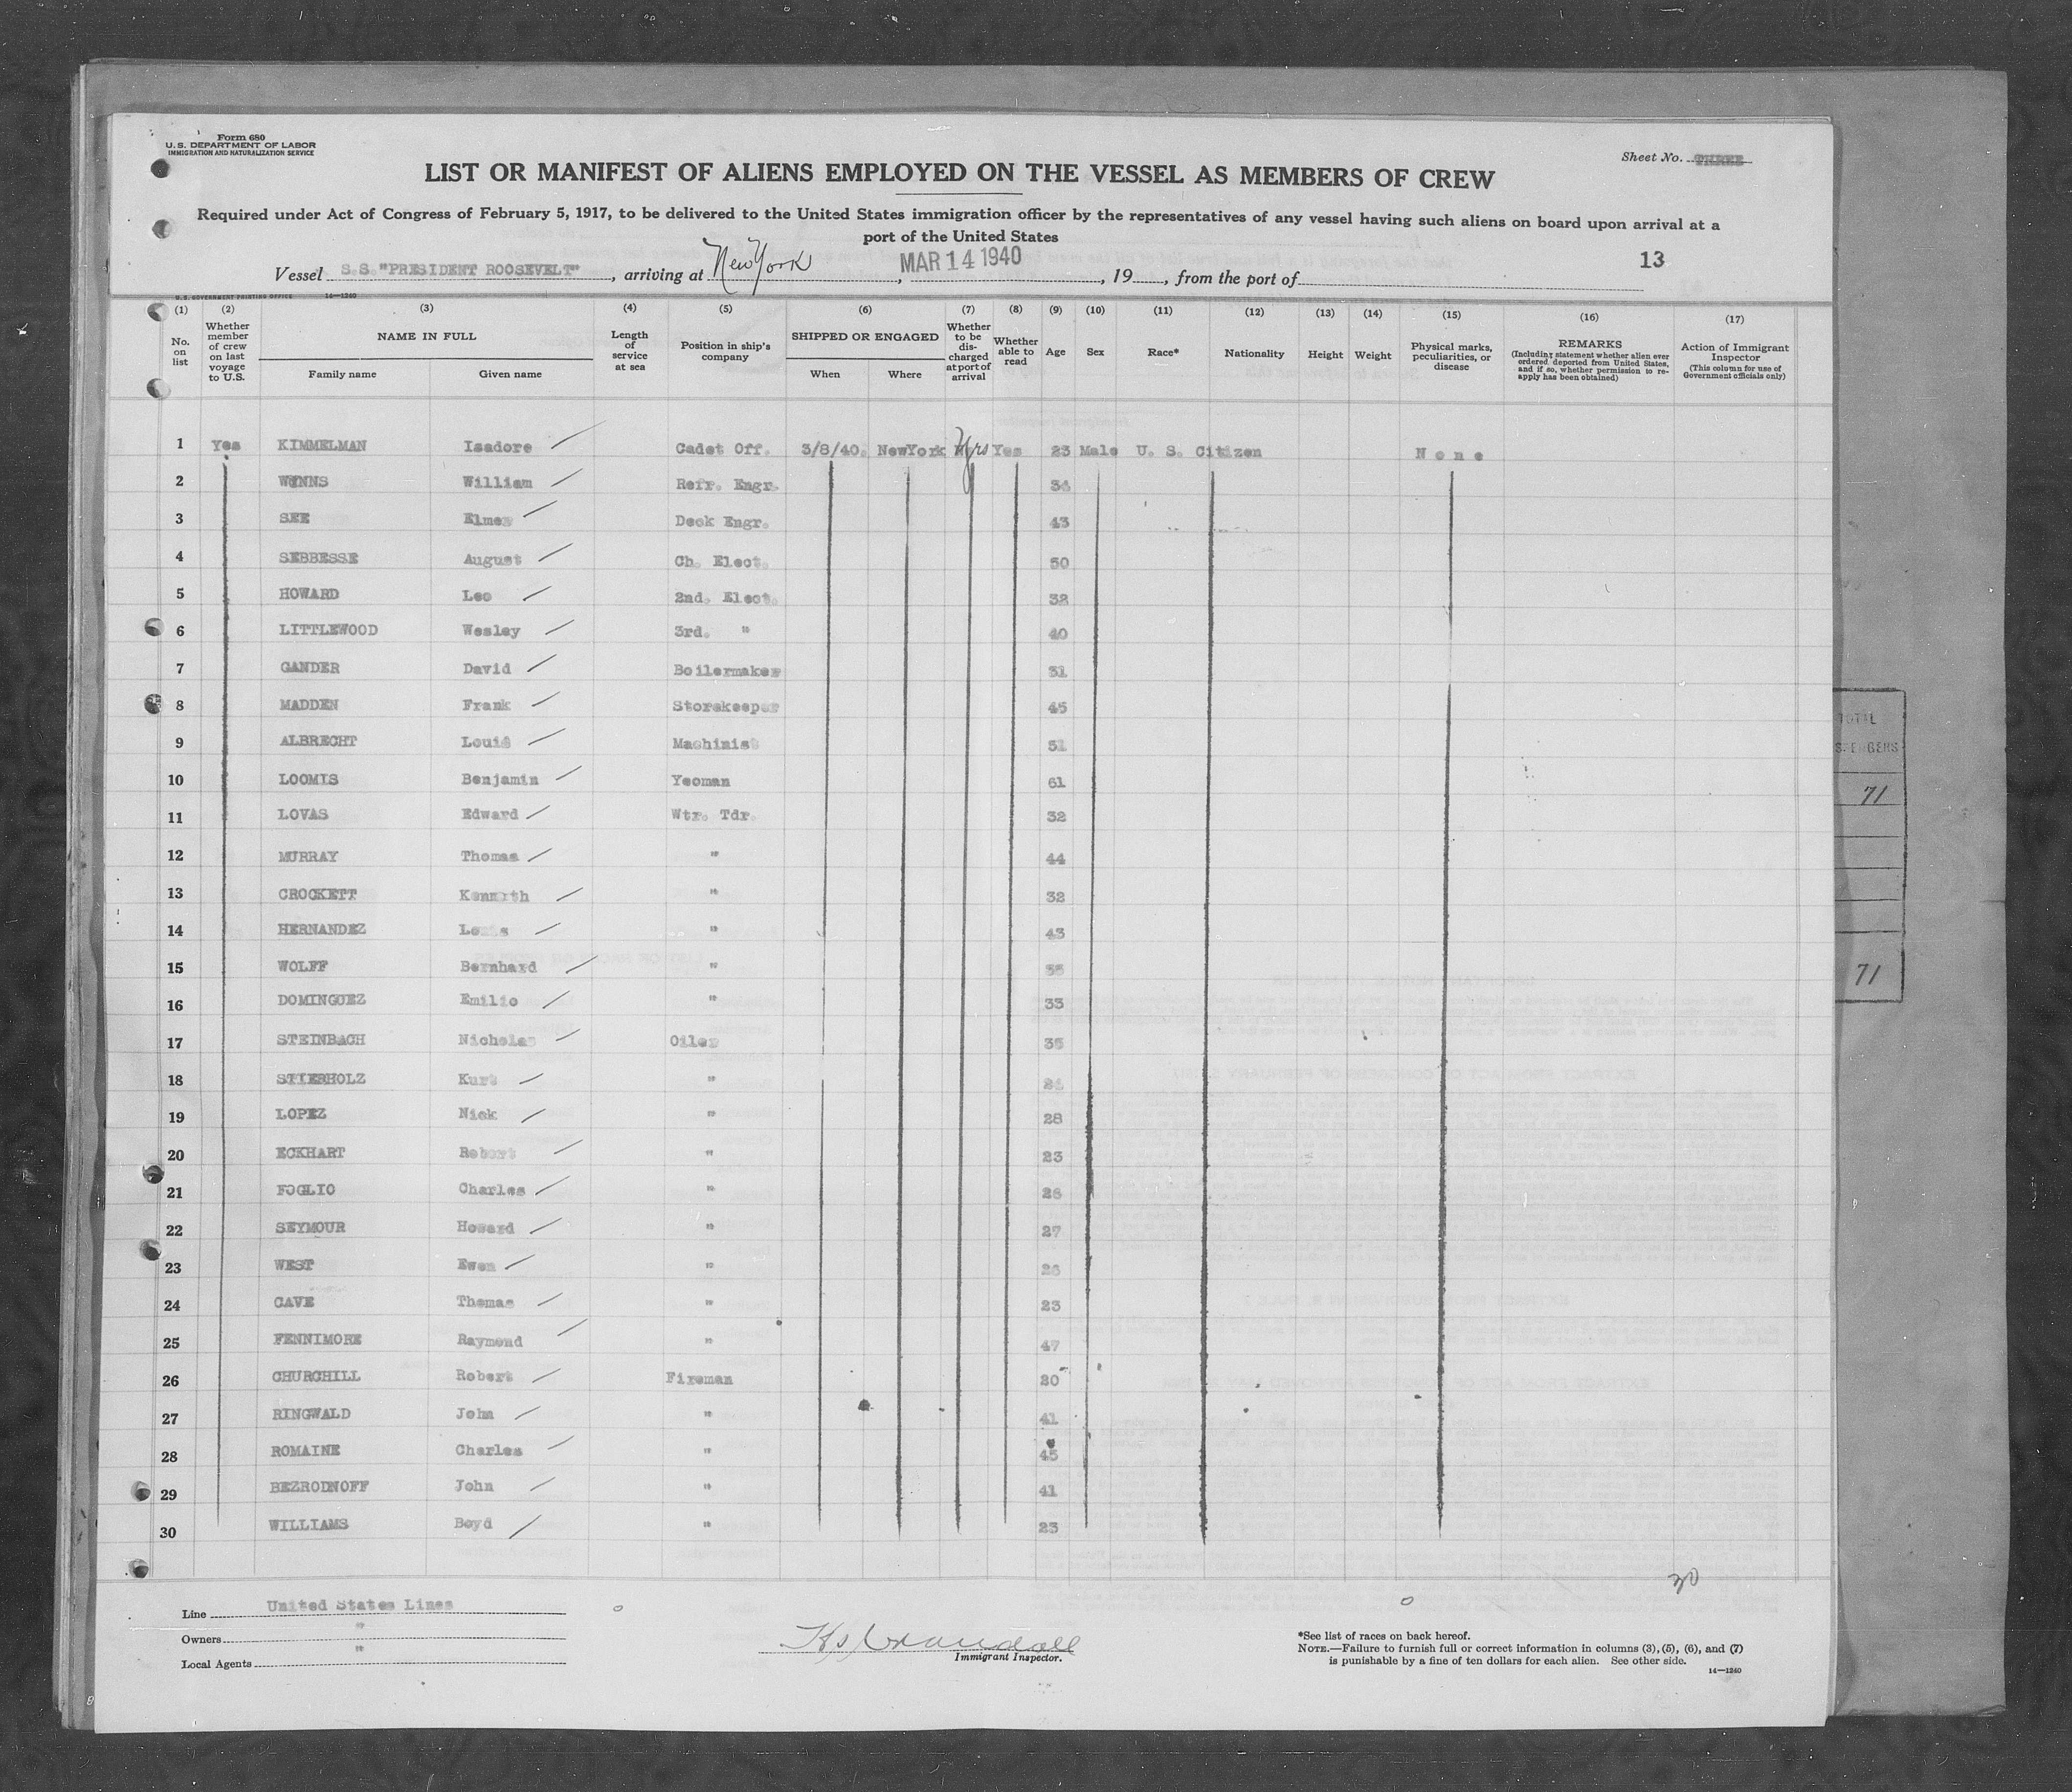 Form 680
U.S. DEPARTMENT OF LABOR
IMMIGRATION AND NATURALIZATION SERVICE
Sheet No. THREE
LIST OR MANIFEST OF ALIENS EMPLOYED ON THE VESSEL AS MEMBERS OF CREW
Required under Act of Congress of February 5, 1917, to be delivered to the United States immigration officer by the representatives of any vessel having such aliens on board upon arrival at a
port of the United States
13
Vessel S.S. "PRESIDENT ROOSEVELT", arriving at New York, MAR 14 1940, 19, from the port of
U.S. GOVERNMENT PRINTING OFFICE 14-1240
(1) No. on list
(2) Whether member of crew on last voyage to U.S.
(3) NAME IN FULL Family name Given name
(4) Length of service at sea
(5) Position in ship's company
(6) SHIPPED OR ENGAGED When Where
(7) Whether to be discharged at port of arrival
(8) Whether able to read
(9) Age
(10) Sex
(11) Race*
(12) Nationality
(13) Height
(14) Weight
(15) Physical marks, peculiarities, or disease
(16) REMARKS (Including statement whether alien ever ordered deported from United States, and if so, whether permission to reapply has been obtained)
(17) Action of Immigrant Inspector (This column for use of Government officials only)
1 Yes KIMMELMAN Isadore Cadet Off. 3/8/40. NewYork Yes 23 Male U. S. Citizen None
2 WYNNS William Refr. Engr. 34
3 SEE Elmer Deck Engr. 43
4 SEBBESSE August Ch. Elect. 50
5 HOWARD Leo 2nd. Elect. 38
6 LITTLEWOOD Wesley 3rd. " 40
7 GANDER David Boilermaker 31
8 MADDEN Frank Storekeeper 45
9 ALBRECHT Louis Machinist 51
10 LOOMIS Benjamin Yeoman 61
11 LOVAS Edward Wtr. Tdr. 32
12 MURRAY Thomas " 44
13 CROCKETT Kennrth " 32
14 HERNANDEZ Louis " 43
15 WOLFF Bernhard "
16 DOMINGUEZ Emilio " 33
17 STEINBACH Nicholas Oiler 35
18 STIERHOLZ Kurt "
19 LOPEZ Nick " 28
20 ECKHART Robert " 23
21 FOGLIO Charles " 26
22 SEYMOUR Howard " 27
23 WEST Ewen " 26
24 CAVE Thomas " 23
25 FENNIMORE Raymond " 47
26 CHURCHILL Robert Fireman 20
27 RINGWALD John " 41
28 ROMAINE Charles " 45
29 BEZRODNOFF John " 41
30 WILLIAMS Boyd " 23
30
Line United States Lines
Owners "
Local Agents "
Crandall
Immigrant Inspector.
*See list of races on back hereof.
NOTE.—Failure to furnish full or correct information in columns (3), (5), (6), and (7)
is punishable by a fine of ten dollars for each alien. See other side.
14—1240
TOTAL
71
71